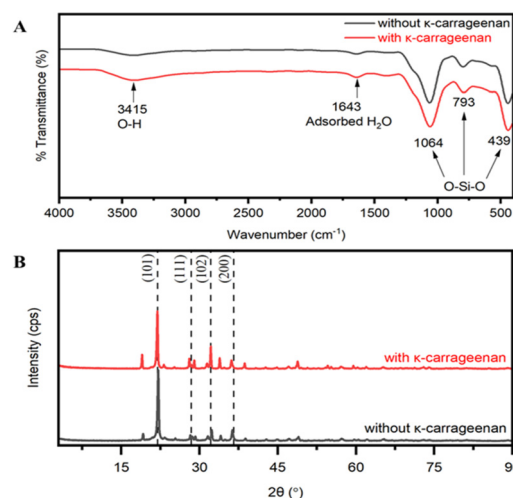 A
without κ-carrageenan
with κ-carrageenan
% Transmittance (%)
3415
O-H
1643
Adsorbed H₂O
793
1064
439
O-Si-O
4000 3500 3000 2500 2000 1500 1000 500
Wavenumber (cm⁻¹)
B
(101)
(111)
(102)
(200)
Intensity (cps)
with κ-carrageenan
without κ-carrageenan
15 30 45 60 75 90
2θ (°)